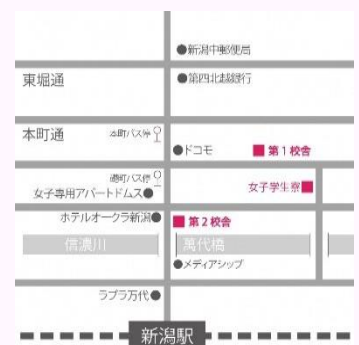 ●新潟中郵便局
東堀通
●第四北越銀行
本町通
本町バス停
●ドコモ
■ 第1校舎
礎町バス停
女子専用アパートドムス●
女子学生寮■
ホテルオークラ新潟●
■ 第2校舎
信濃川
萬代橋
●メディアシップ
ラブラ万代●
新潟駅